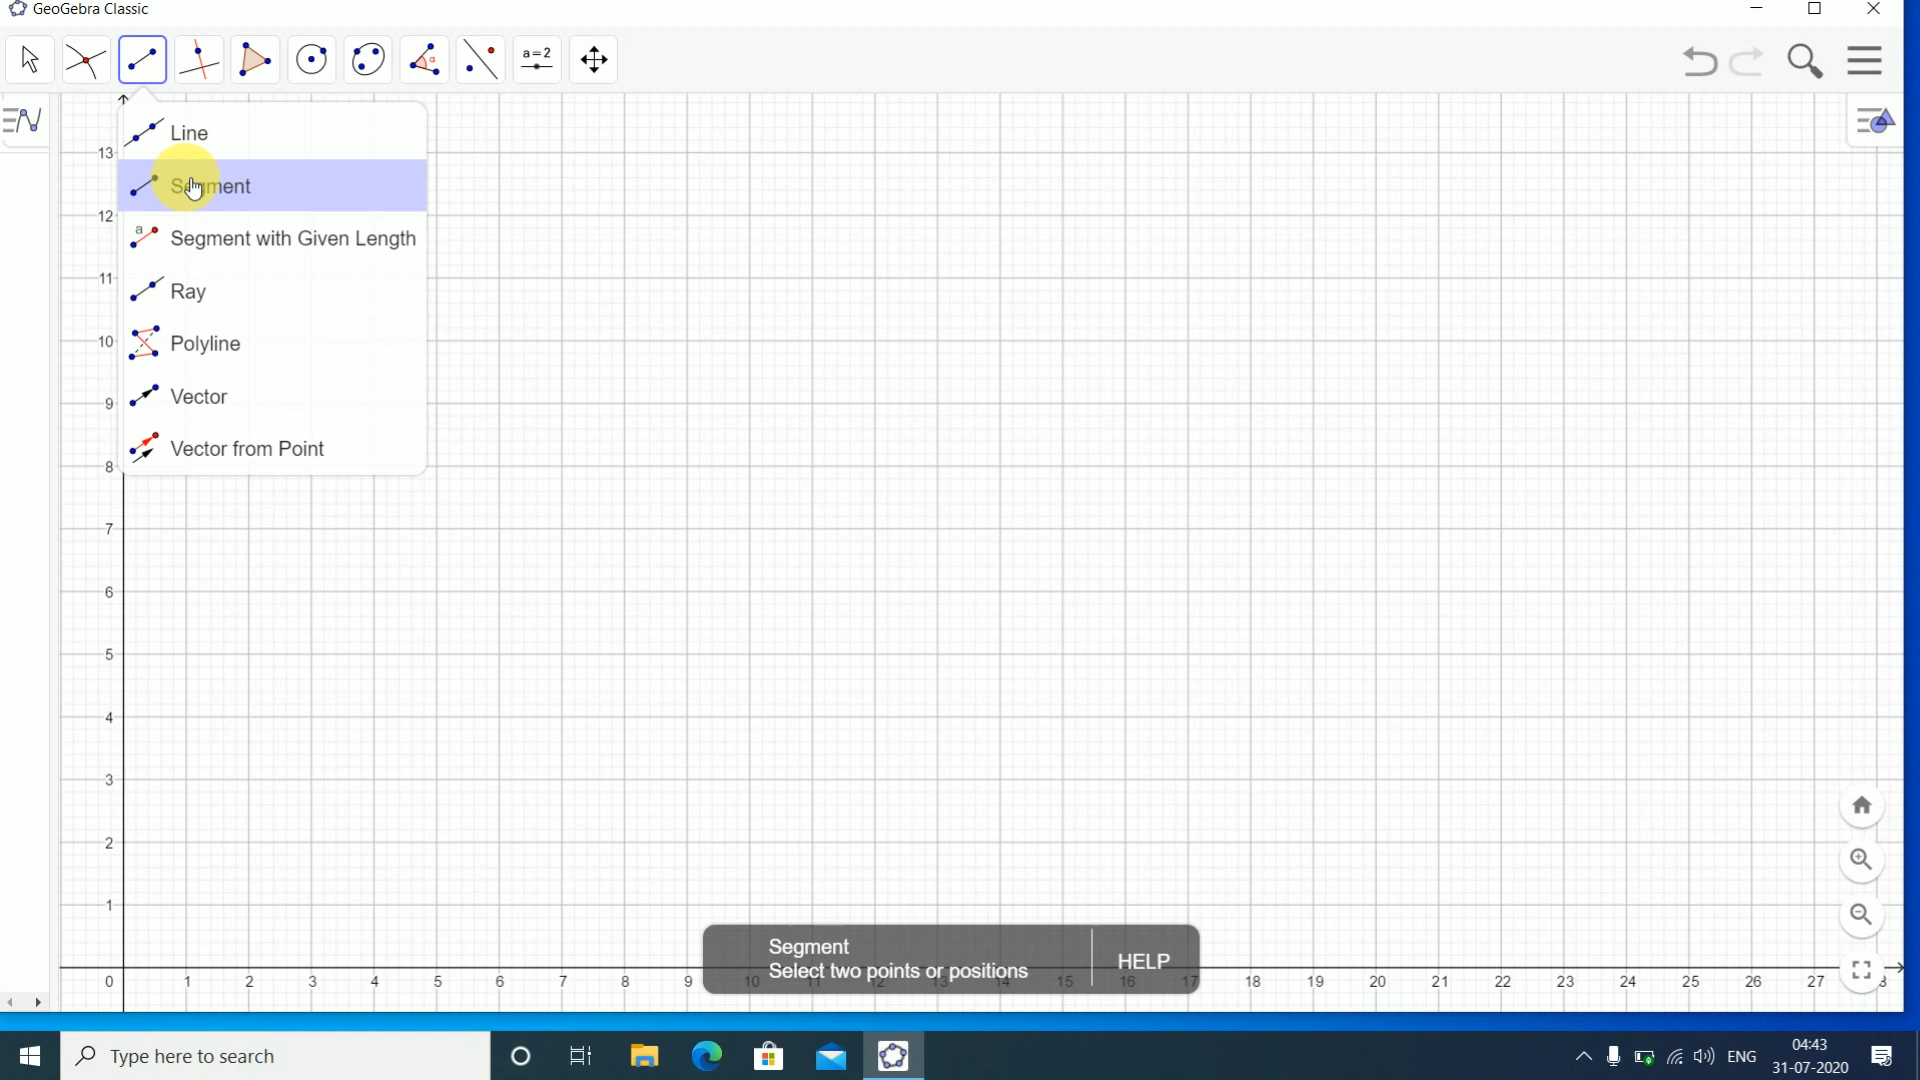 GeoGebra Classic
α
a=2
Line
Segment
a
Segment with Given Length
Ray
Polyline
Vector
Vector from Point
13
12
11
10
9
8
7
6
5
4
3
2
1
Segment
Select two points or positions
HELP
0 1 2 3 4 5 6 7 8 9 10 11 12 13 14 15 16 17 18 19 20 21 22 23 24 25 26 27
Type here to search
ENG
04:43
31-07-2020